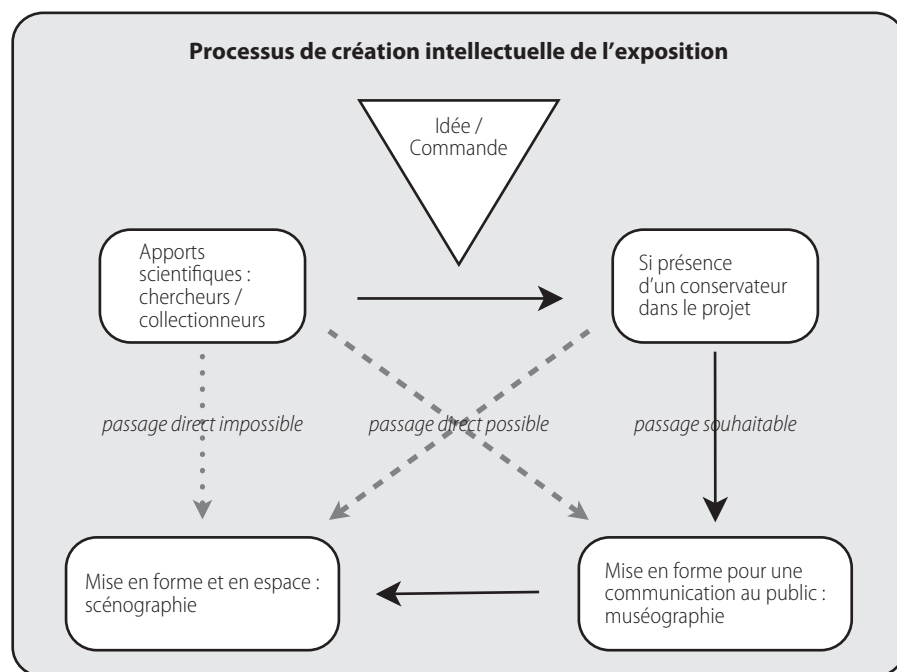 Processus de création intellectuelle de l’exposition
Idée /
Commande
Apports
scientifiques :
chercheurs /
collectionneurs
Si présence
d’un conservateur
dans le projet
passage direct impossible
passage direct possible
passage souhaitable
Mise en forme et en espace :
scénographie
Mise en forme pour une
communication au public :
muséographie